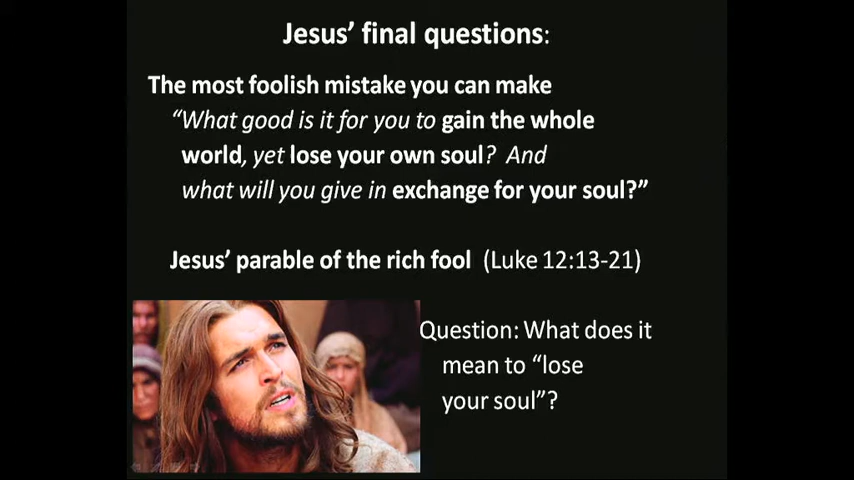 Jesus’ final questions:
The most foolish mistake you can make
“What good is it for you to gain the whole
world, yet lose your own soul? And
what will you give in exchange for your soul?”
Jesus’ parable of the rich fool (Luke 12:13-21)
Question: What does it
mean to “lose
your soul”?